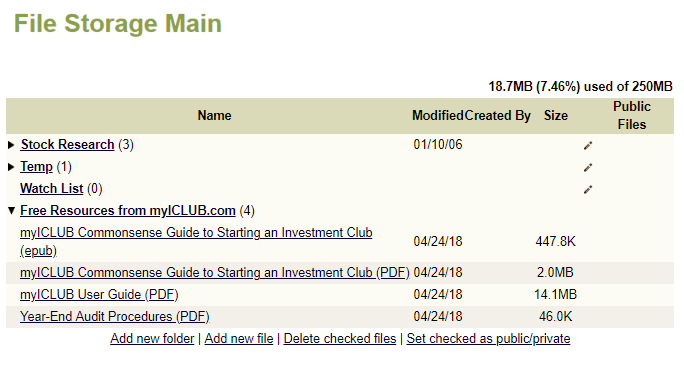 File Storage Main
18.7MB (7.46%) used of 250MB
Name Modified Created By Size Public Files
Stock Research (3) 01/10/06
Temp (1)
Watch List (0)
Free Resources from myICLUB.com (4)
myICLUB Commonsense Guide to Starting an Investment Club
(epub) 04/24/18 447.8K
myICLUB Commonsense Guide to Starting an Investment Club (PDF) 04/24/18 2.0MB
myICLUB User Guide (PDF) 04/24/18 14.1MB
Year-End Audit Procedures (PDF) 04/24/18 46.0K
Add new folder | Add new file | Delete checked files | Set checked as public/private